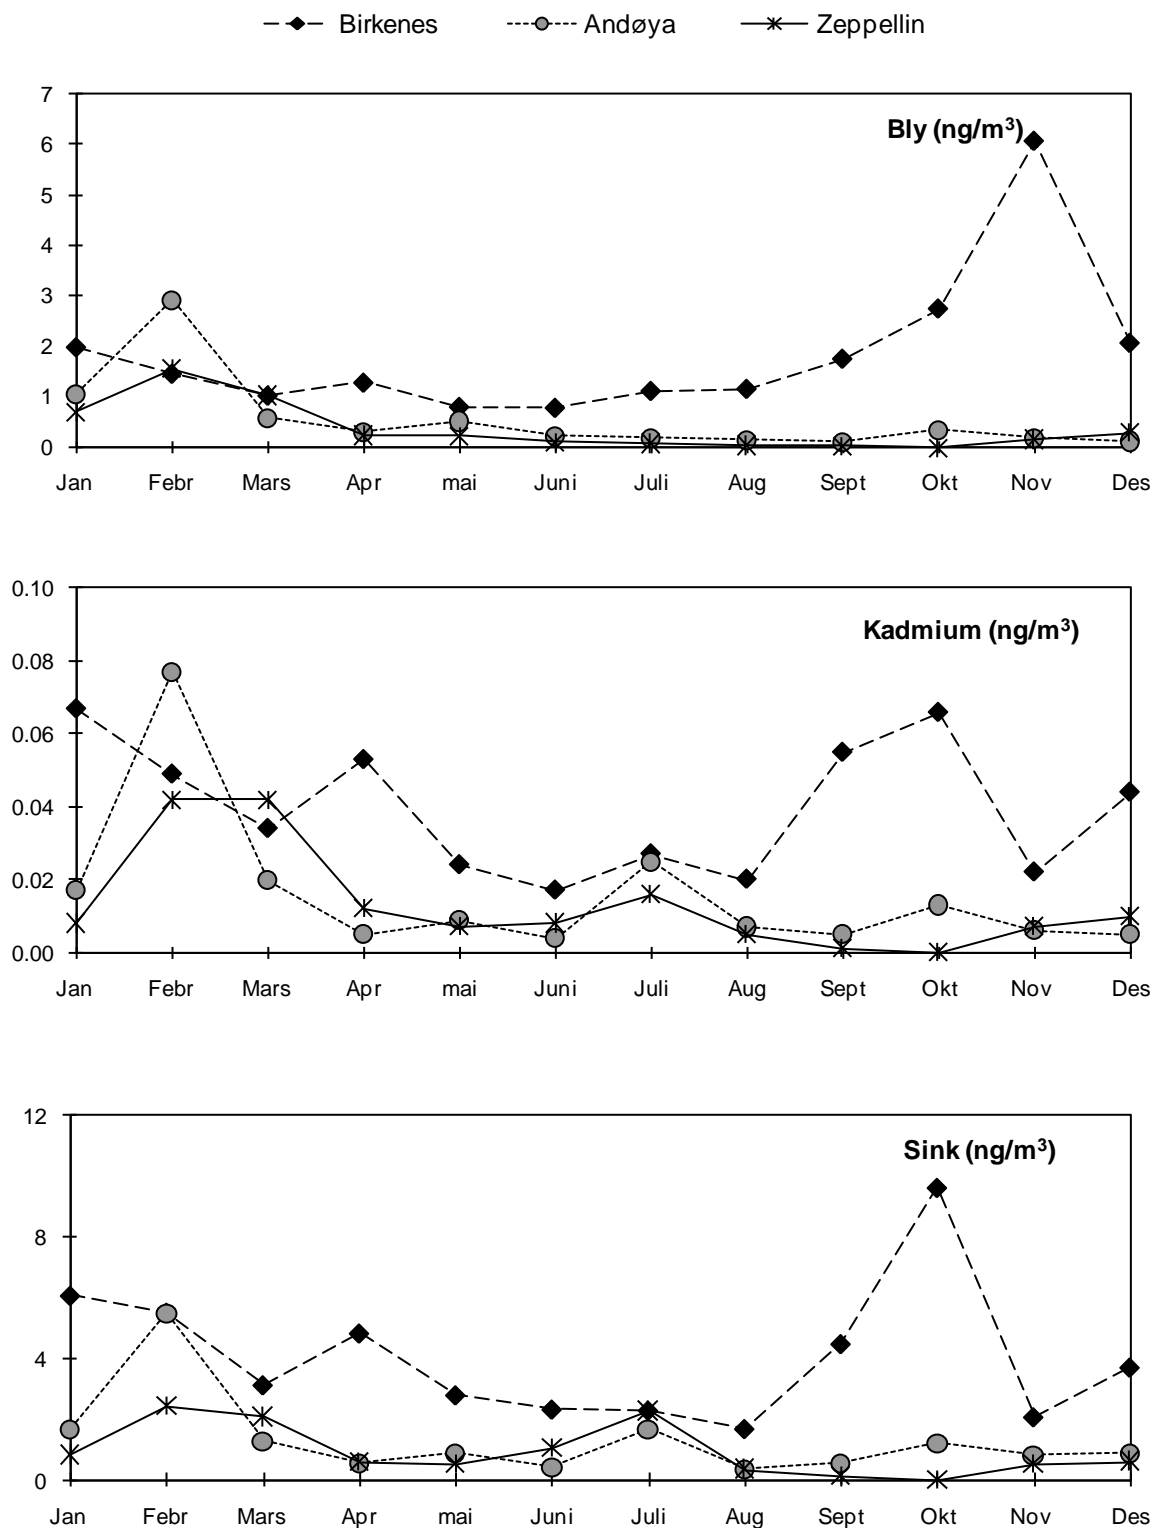 Birkenes Andøya Zeppellin
Bly (ng/m³)
7
6
5
4
3
2
1
0
Jan Febr Mars Apr mai Juni Juli Aug Sept Okt Nov Des
Kadmium (ng/m³)
0.10
0.08
0.06
0.04
0.02
0.00
Jan Febr Mars Apr mai Juni Juli Aug Sept Okt Nov Des
Sink (ng/m³)
12
8
4
0
Jan Febr Mars Apr mai Juni Juli Aug Sept Okt Nov Des